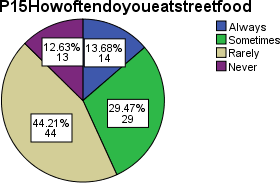 P15Howoftendoyoueatstreetfood
Always
Sometimes
Rarely
Never
12.63%
13
13.68%
14
29.47%
29
44.21%
44